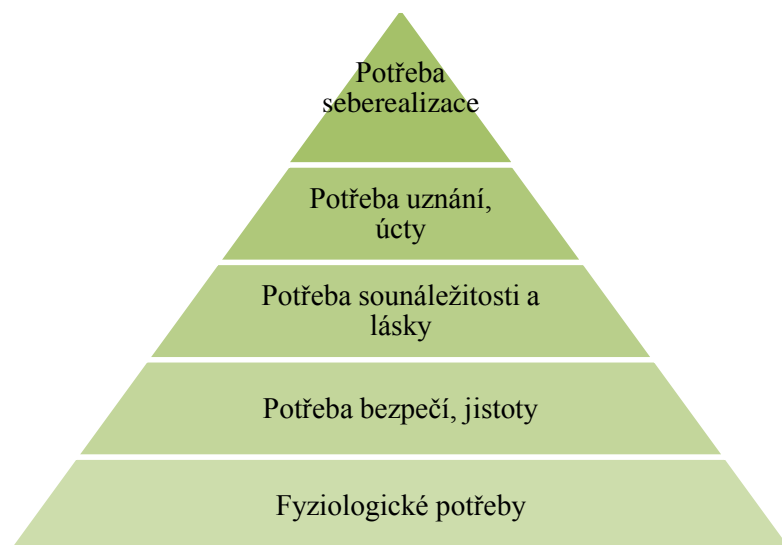 Potřeba
seberealizace
Potřeba uznání,
úcty
Potřeba sounáležitosti a
lásky
Potřeba bezpečí, jistoty
Fyziologické potřeby